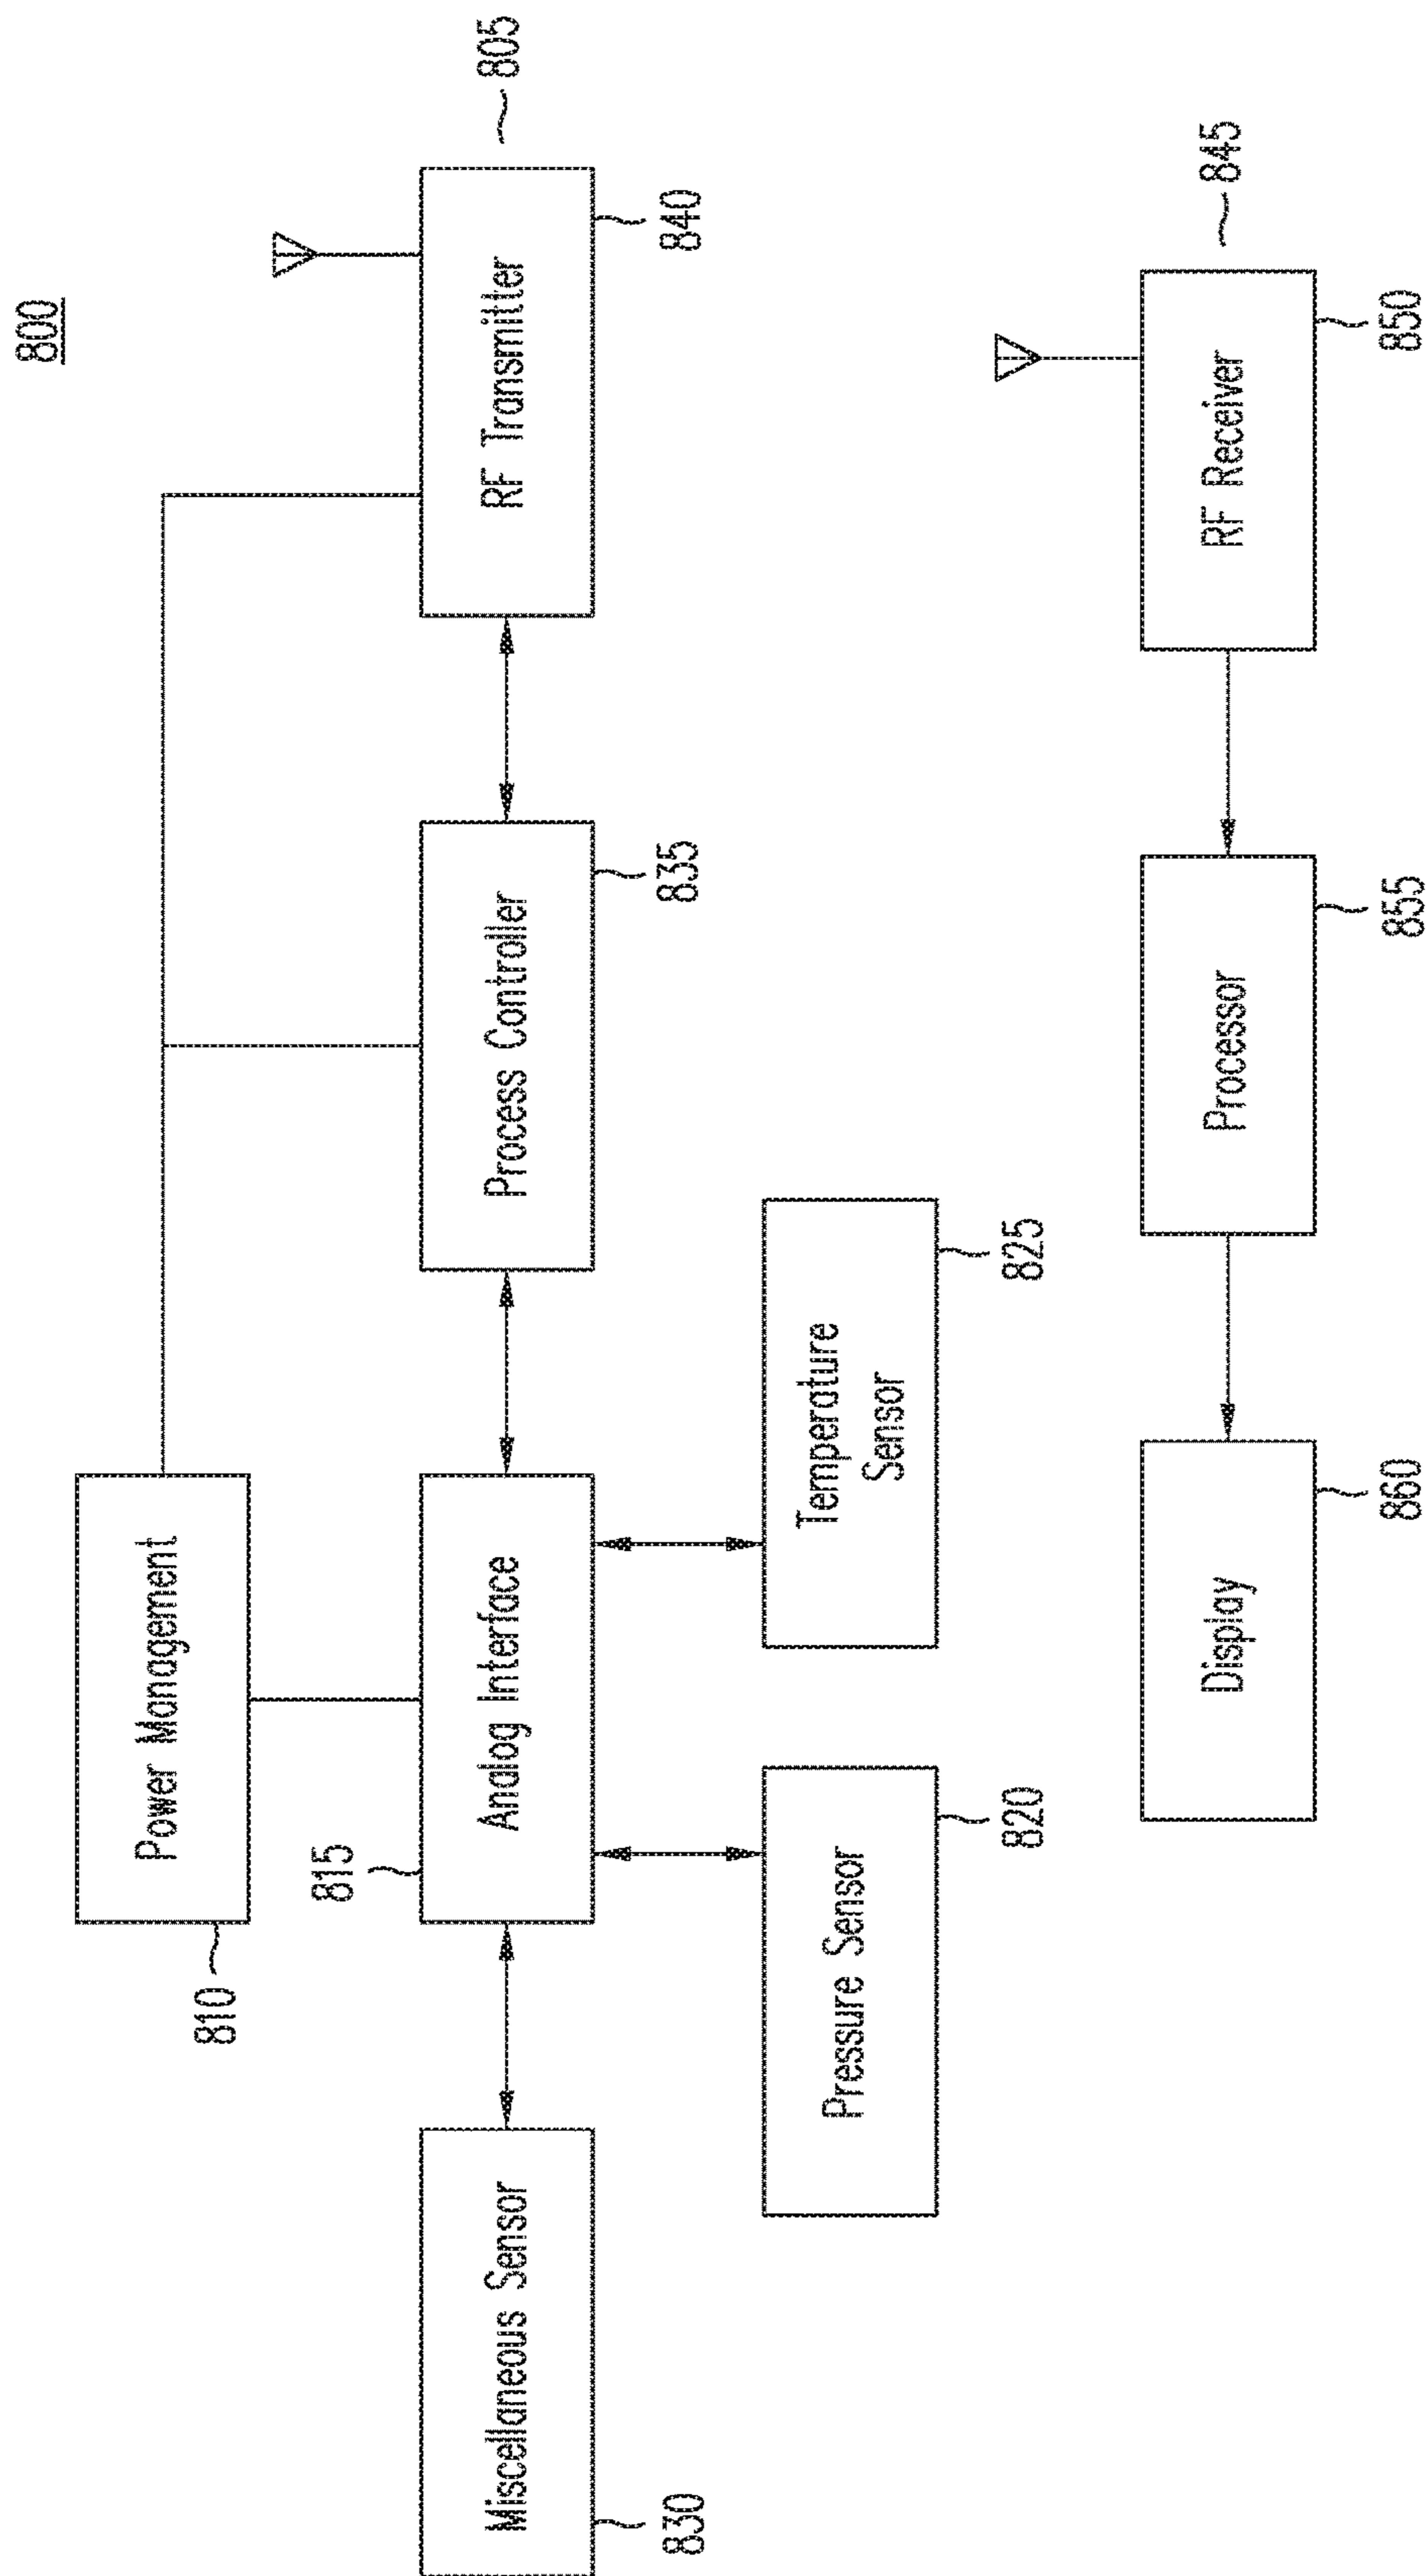 800
Power Management
810
805
Miscellaneous Sensor
830
815
Analog Interface
Process Controller
835
RF Transmitter
840
Pressure Sensor
820
Temperature
Sensor
825
845
Display
860
Processor
855
RF Receiver
850